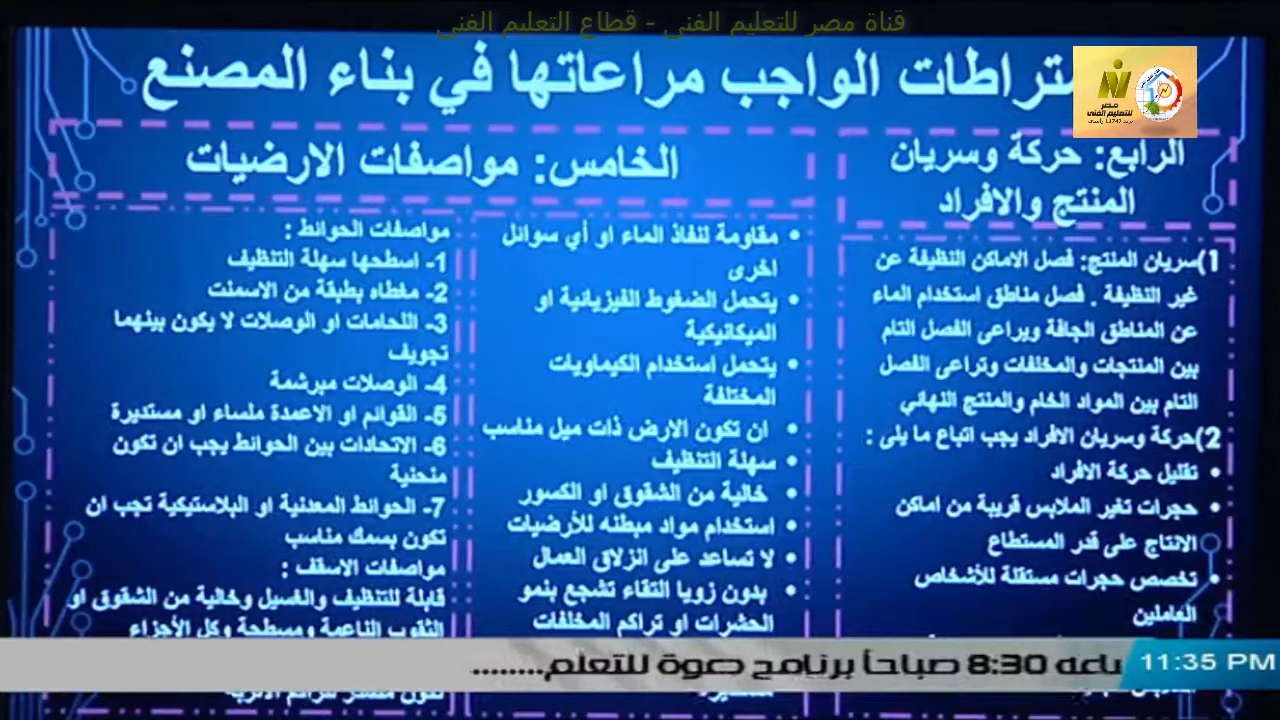 قناة مصر للتعليم الفنى - قطاع التعليم الفنى
الواجب مراعاتها في بناء المصنع
مصر
للتعليم الفنى
الرابع: حركة وسريان
المنتج والافراد
1)سريان المنتج: فصل الاماكن النظيفة عن
غير النظيفة . فصل مناطق استخدام الماء
عن المناطق الجافة ويراعى الفصل التام
بين المنتجات والمخلفات وتراعى الفصل
التام بين المواد الخام والمنتج النهائي
2)حركة وسريان الافراد يجب اتباع ما يلى :
• تقليل حركة الافراد
• حجرات تغير الملابس قريبة من اماكن
الانتاج على قدر المستطاع
• تخصص حجرات مستقلة للأشخاص
العاملين
الخامس: مواصفات الارضيات
• مقاومة لنفاذ الماء او أي سوائل
اخرى
• يتحمل الضغوط الفيزيائية او
الميكانيكية
• يتحمل استخدام الكيماويات
المختلفة
• ان تكون الارض ذات ميل مناسب
• سهلة التنظيف
• خالية من الشقوق او الكسور
• استخدام مواد مبطنه للأرضيات
• لا تساعد على انزلاق العمال
• بدون زويا التقاء تشجع بنمو
الحشرات او تراكم المخلفات
مواصفات الحوائط :
1- اسطحها سهلة التنظيف
2- مغطاه بطبقة من الاسمنت
3- اللحامات او الوصلات لا يكون بينهما
تجويف
4- الوصلات مبرشمة
5- القوائم او الاعمدة ملساء او مستديرة
6- الاتحادات بين الحوائط يجب ان تكون
منحنية
7- الحوائط المعدنية او البلاستيكية تجب ان
تكون بسمك مناسب
مواصفات الاسقف :
قابلة للتنظيف والغسيل وخالية من الشقوق او
الثقوب الناعمة ومسطحة وكل الأجزاء
8:30 صباحاً برنامج صوة للتعلم........
11:35 PM